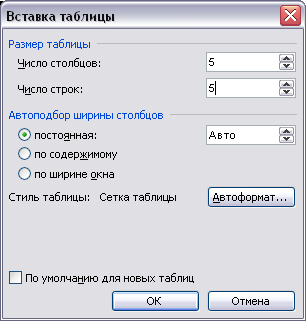 Вставка таблицы
Размер таблицы
Число столбцов: 5
Число строк: 5
Автоподбор ширины столбцов
постоянная: Авто
по содержимому
по ширине окна
Стиль таблицы: Сетка таблицы Автоформат...
По умолчанию для новых таблиц
ОК Отмена